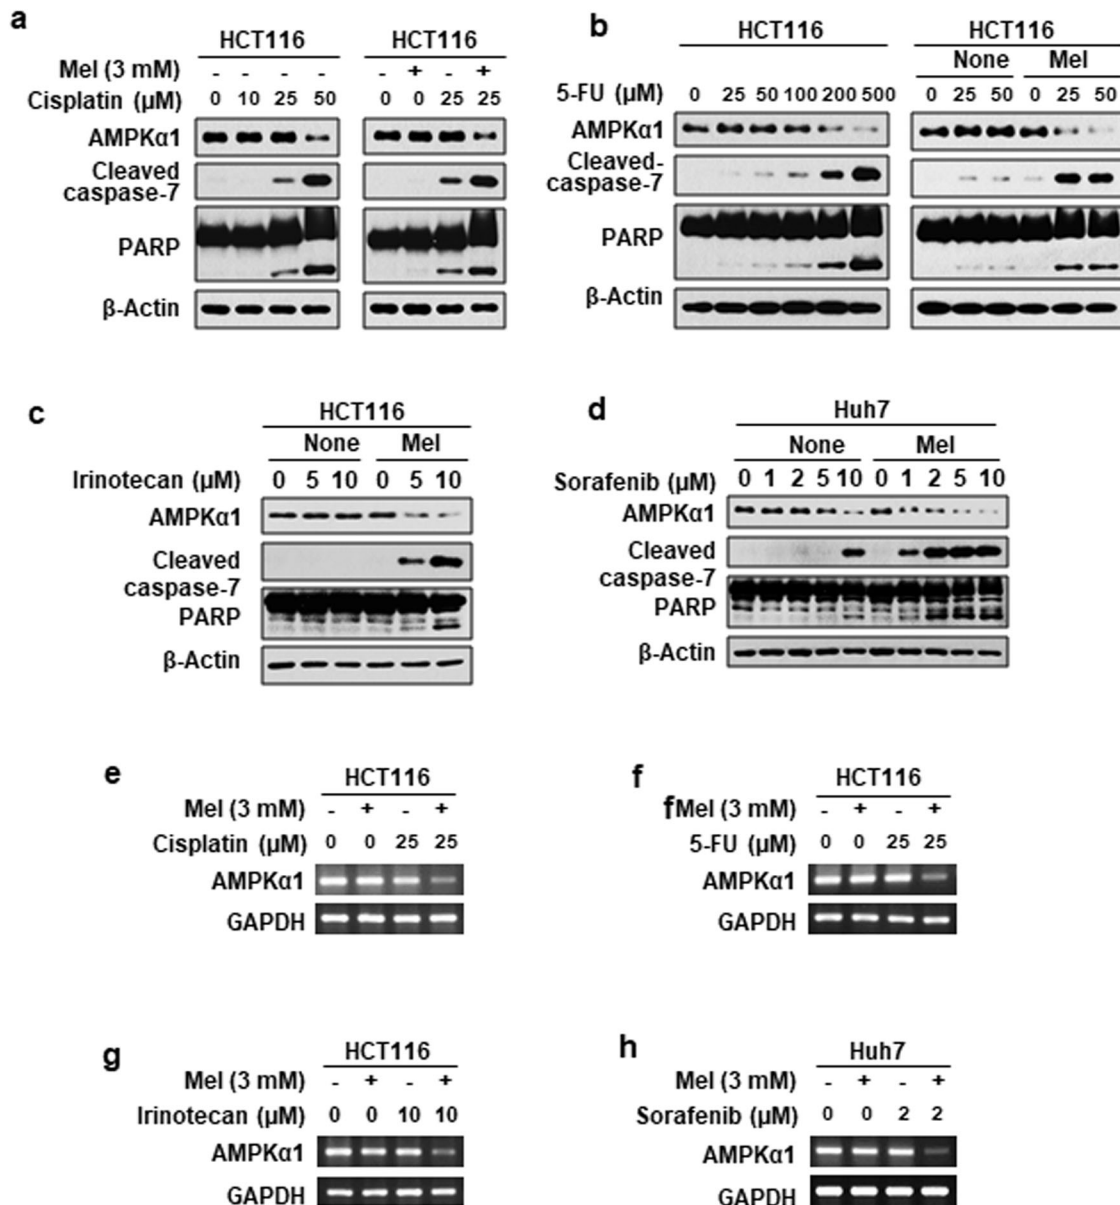 a
HCT116 HCT116
Mel (3 mM) - - - - - + - +
Cisplatin (µM) 0 10 25 50 0 0 25 25
AMPKα1
Cleaved
caspase-7
PARP
β-Actin
b
HCT116 HCT116
None Mel
5-FU (µM) 0 25 50 100 200 500 0 25 50 0 25 50
AMPKα1
Cleaved-
caspase-7
PARP
β-Actin
c
HCT116
None Mel
Irinotecan (µM) 0 5 10 0 5 10
AMPKα1
Cleaved
caspase-7
PARP
β-Actin
d
Huh7
None Mel
Sorafenib (µM) 0 1 2 5 10 0 1 2 5 10
AMPKα1
Cleaved
caspase-7
PARP
β-Actin
e
HCT116
Mel (3 mM) - + - +
Cisplatin (µM) 0 0 25 25
AMPKα1
GAPDH
f
HCT116
fMel (3 mM) - + - +
5-FU (µM) 0 0 25 25
AMPKα1
GAPDH
g
HCT116
Mel (3 mM) - + - +
Irinotecan (µM) 0 0 10 10
AMPKα1
GAPDH
h
Huh7
Mel (3 mM) - + - +
Sorafenib (µM) 0 0 2 2
AMPKα1
GAPDH